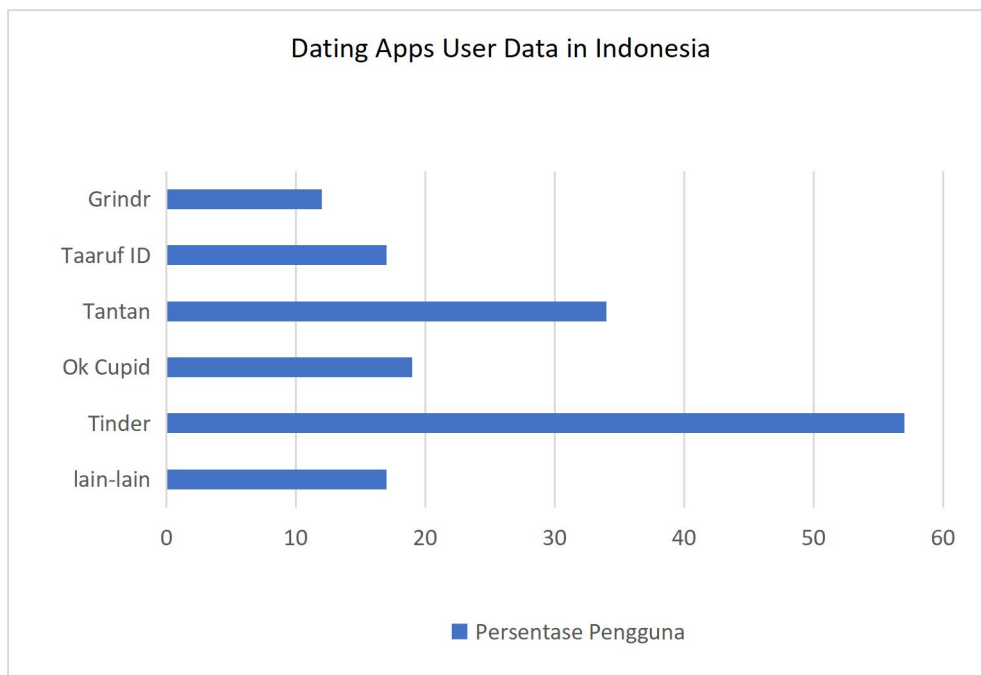 Dating Apps User Data in Indonesia
Grindr
Taaruf ID
Tantan
Ok Cupid
Tinder
lain-lain
0 10 20 30 40 50 60
Persentase Pengguna